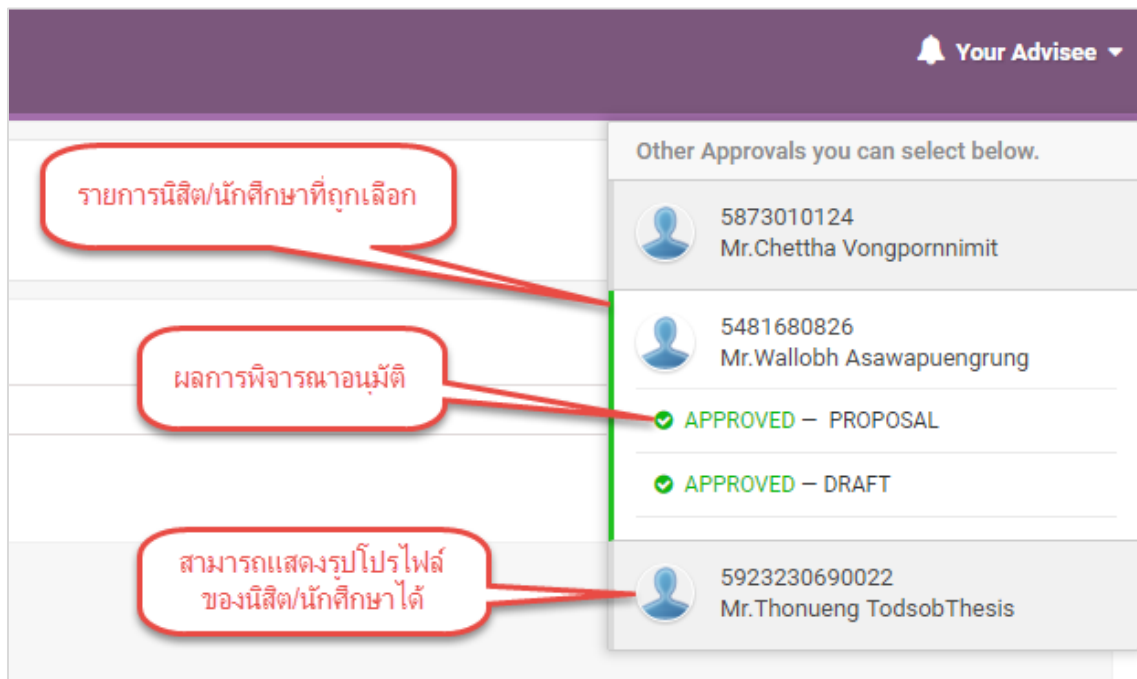 Your Advisee
Other Approvals you can select below.
รายการนิสิต/นักศึกษาที่ถูกเลือก
5873010124
Mr.Chettha Vongpornnimit
5481680826
Mr.Wallobh Asawapuengrung
ผลการพิจารณาอนุมัติ
APPROVED — PROPOSAL
APPROVED — DRAFT
สามารถแสดงรูปโปรไฟล์
ของนิสิต/นักศึกษาได้
5923230690022
Mr.Thonueng TodsobThesis